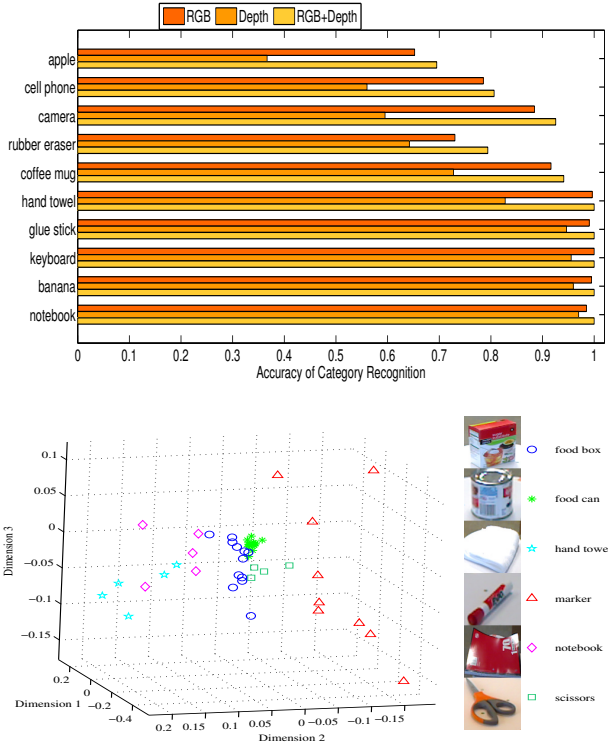 RGB Depth RGB+Depth
apple
cell phone
camera
rubber eraser
coffee mug
hand towel
glue stick
keyboard
banana
notebook
0 0.1 0.2 0.3 0.4 0.5 0.6 0.7 0.8 0.9 1
Accuracy of Category Recognition
0.1
0.05
0
−0.05
−0.1
−0.15
Dimension 3
0.2
0
−0.2
−0.4
Dimension 1
0.2 0.15 0.1 0.05 0 −0.05 −0.1 −0.15
Dimension 2
food box
food can
hand towe
marker
notebook
scissors